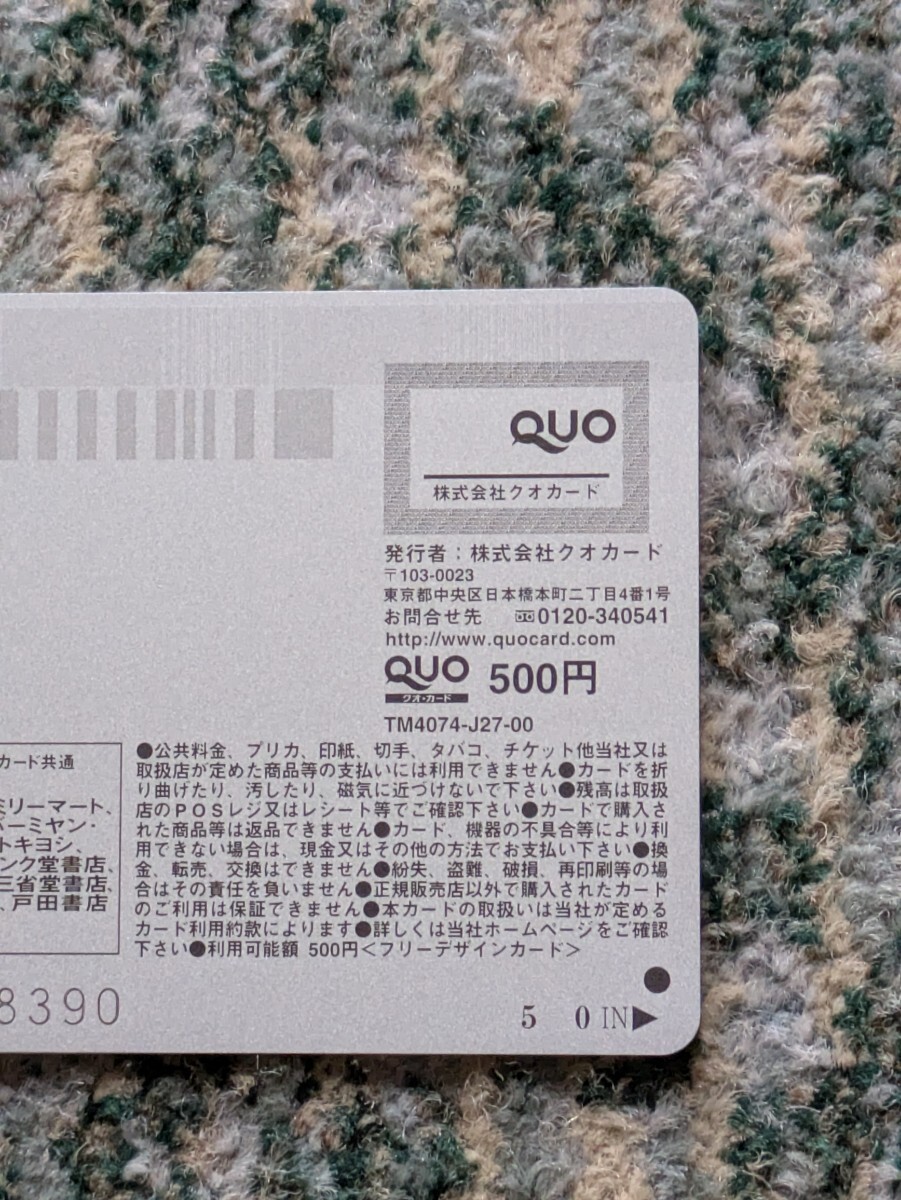 QUO
株式会社クオカード
発行者：株式会社クオカード
〒103-0023
東京都中央区日本橋本町二丁目4番1号
お問合せ先 0120-340541
http://www.quocard.com
QUO 500円
クオ・カード
TM4074-J27-00
カード共通
ミリーマート、
バーミヤン・
トキヨシ、
ンク堂書店、
三省堂書店、
、戸田書店
●公共料金、プリカ、印紙、切手、タバコ、チケット他当社又は
取扱店が定めた商品等の支払いには利用できません●カードを折
り曲げたり、汚したり、磁気に近づけないで下さい●残高は取扱
店のPOSレジ又はレシート等でご確認下さい●カードで購入さ
れた商品等は返品できません●カード、機器の不具合等により利
用できない場合は、現金又はその他の方法でお支払い下さい●換
金、転売、交換はできません●紛失、盗難、破損、再印刷等の場
合はその責任を負いません●正規販売店以外で購入されたカード
のご利用は保証できません●本カードの取扱いは当社が定める
カード利用約款によります●詳しくは当社ホームページをご確認
下さい●利用可能額 500円＜フリーデザインカード＞
8390
5 0 IN▶